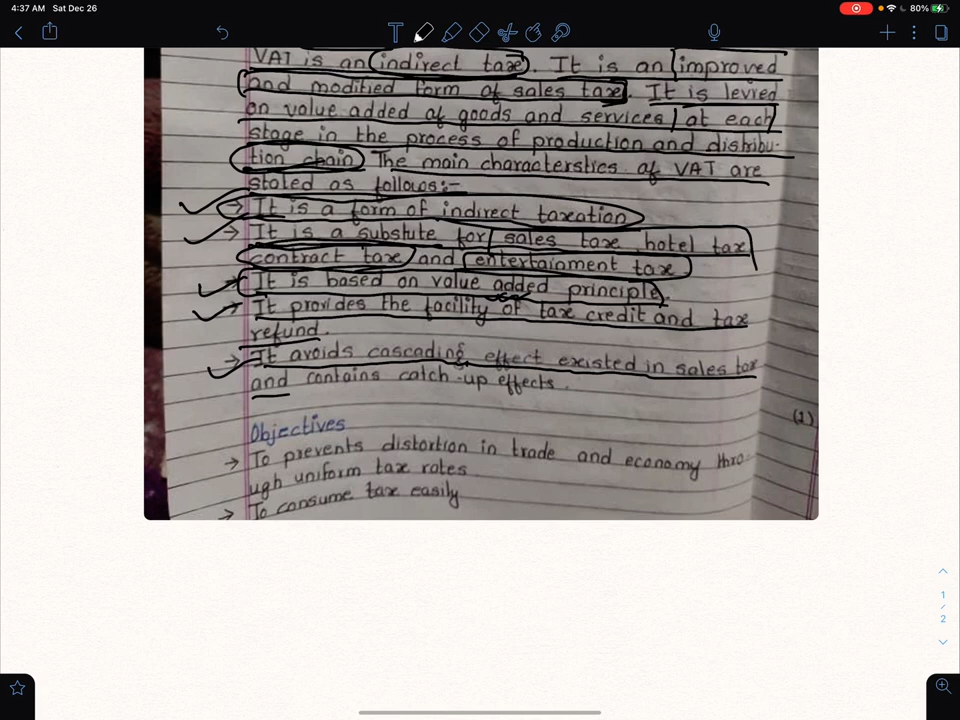 4:37 AM Sat Dec 26
80%
VAT is an indirect tax. It is an improved
and modified form of sales tax. It is levied
on value added of goods and services at each
stage in the process of production and distribu-
tion chain. The main characterstics of VAT are
stated as follows:-
→ It is a form of indirect taxation
→ It is a substute for sales tax hotel tax
contract tax and entertainment tax
→ It is based on value added principle.
→ It provides the facility of tax credit and tax
refund.
→ It avoids cascading effect existed in sales tax
and contains catch-up effects.
(1)
Objectives
→ To prevents distortion in trade and economy thro-
ugh uniform tax rates
→ To consume tax easily
1
/
2